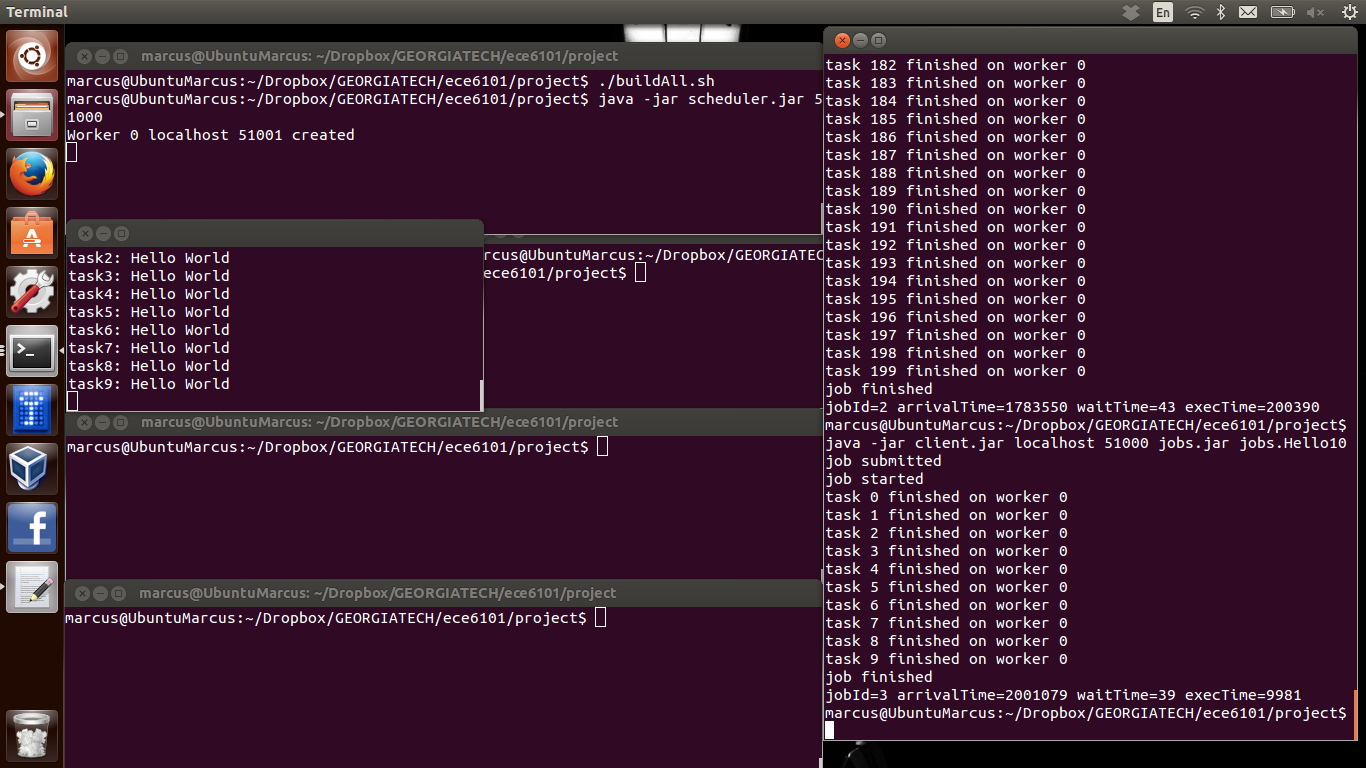 Terminal
En
marcus@UbuntuMarcus: ~/Dropbox/GEORGIATECH/ece6101/project
marcus@UbuntuMarcus:~/Dropbox/GEORGIATECH/ece6101/project$ ./buildAll.sh
marcus@UbuntuMarcus:~/Dropbox/GEORGIATECH/ece6101/project$ java -jar scheduler.jar 5
1000
Worker 0 localhost 51001 created
task2: Hello World
task3: Hello World
task4: Hello World
task5: Hello World
task6: Hello World
task7: Hello World
task8: Hello World
task9: Hello World
rcus@UbuntuMarcus:~/Dropbox/GEORGIATEC
ece6101/project$
marcus@UbuntuMarcus: ~/Dropbox/GEORGIATECH/ece6101/project
marcus@UbuntuMarcus:~/Dropbox/GEORGIATECH/ece6101/project$
marcus@UbuntuMarcus: ~/Dropbox/GEORGIATECH/ece6101/project
marcus@UbuntuMarcus:~/Dropbox/GEORGIATECH/ece6101/project$
task 182 finished on worker 0
task 183 finished on worker 0
task 184 finished on worker 0
task 185 finished on worker 0
task 186 finished on worker 0
task 187 finished on worker 0
task 188 finished on worker 0
task 189 finished on worker 0
task 190 finished on worker 0
task 191 finished on worker 0
task 192 finished on worker 0
task 193 finished on worker 0
task 194 finished on worker 0
task 195 finished on worker 0
task 196 finished on worker 0
task 197 finished on worker 0
task 198 finished on worker 0
task 199 finished on worker 0
job finished
jobId=2 arrivalTime=1783550 waitTime=43 execTime=200390
marcus@UbuntuMarcus:~/Dropbox/GEORGIATECH/ece6101/project$
java -jar client.jar localhost 51000 jobs.jar jobs.Hello10
job submitted
job started
task 0 finished on worker 0
task 1 finished on worker 0
task 2 finished on worker 0
task 3 finished on worker 0
task 4 finished on worker 0
task 5 finished on worker 0
task 6 finished on worker 0
task 7 finished on worker 0
task 8 finished on worker 0
task 9 finished on worker 0
job finished
jobId=3 arrivalTime=2001079 waitTime=39 execTime=9981
marcus@UbuntuMarcus:~/Dropbox/GEORGIATECH/ece6101/project$